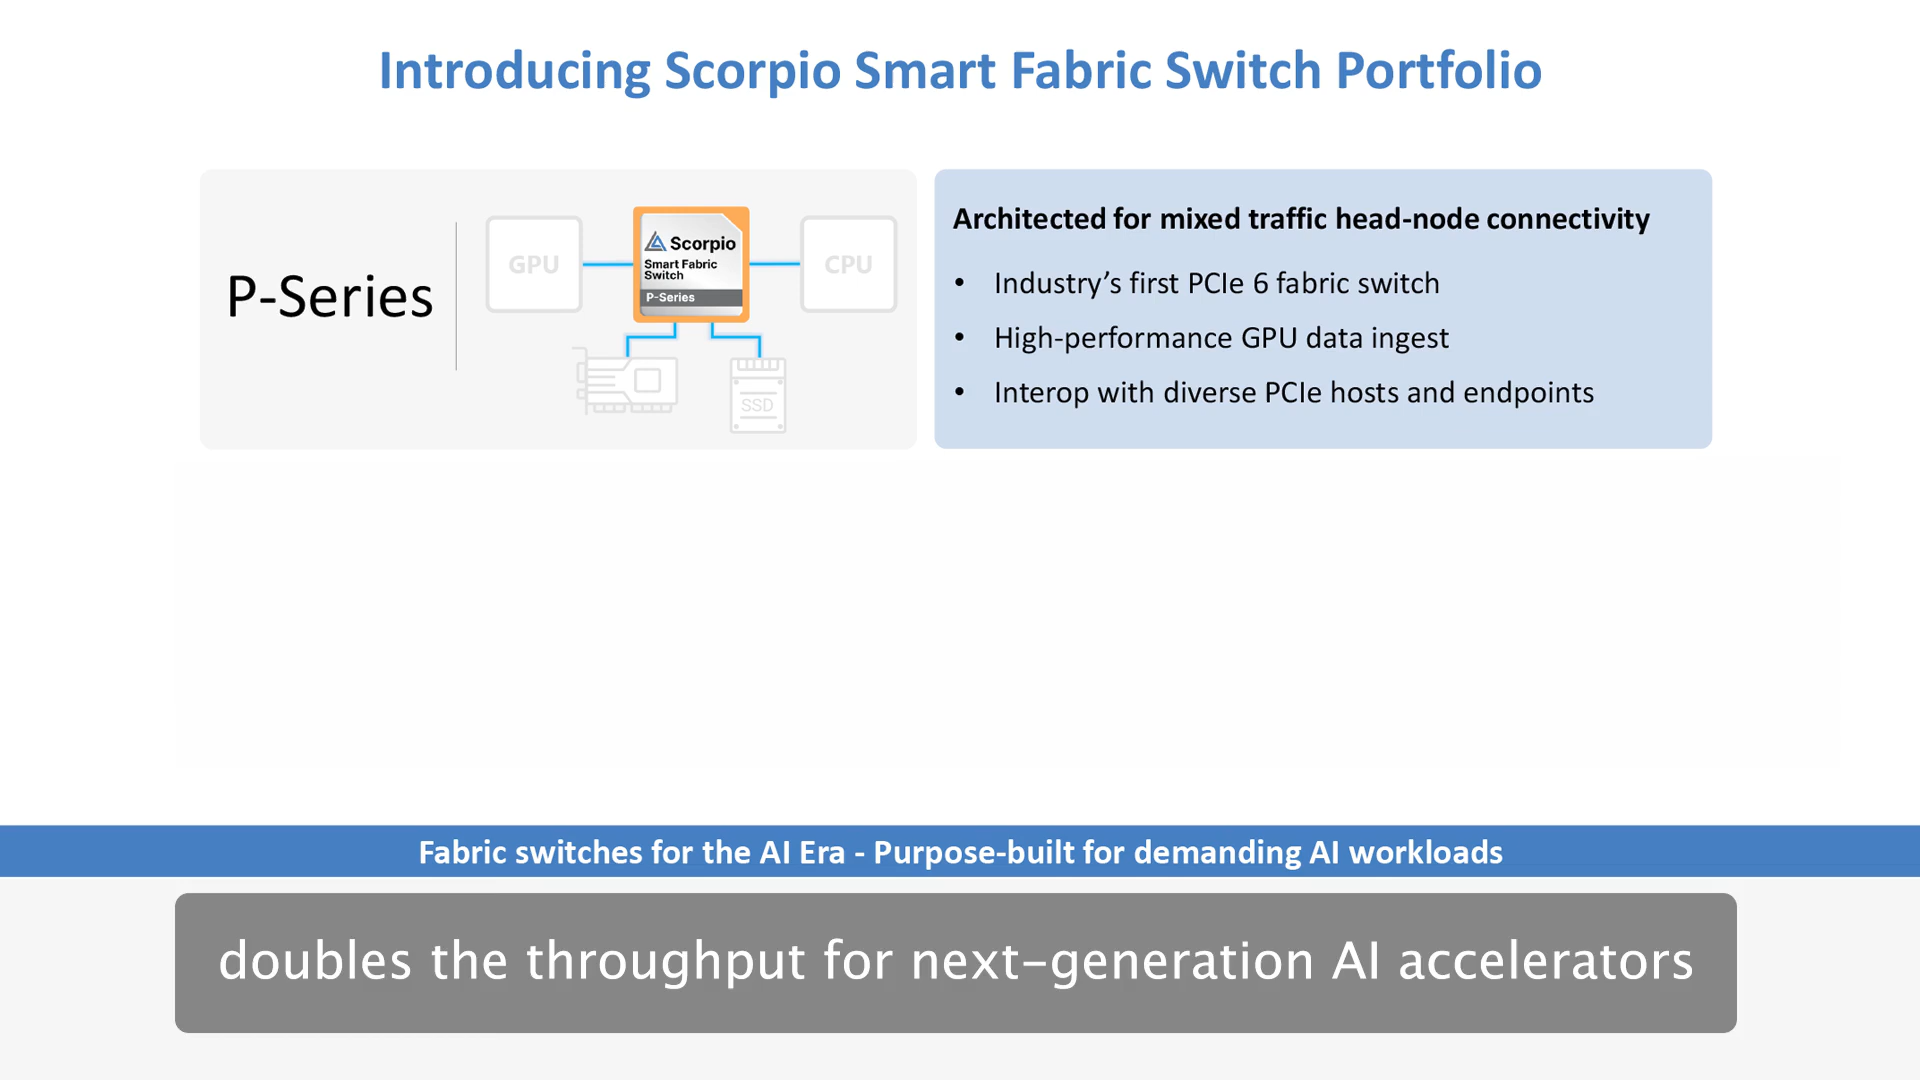 Introducing Scorpio Smart Fabric Switch Portfolio
P-Series
GPU
Scorpio
Smart Fabric
Switch
P-Series
CPU
SSD
Architected for mixed traffic head-node connectivity
• Industry’s first PCIe 6 fabric switch
• High-performance GPU data ingest
• Interop with diverse PCIe hosts and endpoints
Fabric switches for the AI Era - Purpose-built for demanding AI workloads
doubles the throughput for next-generation AI accelerators